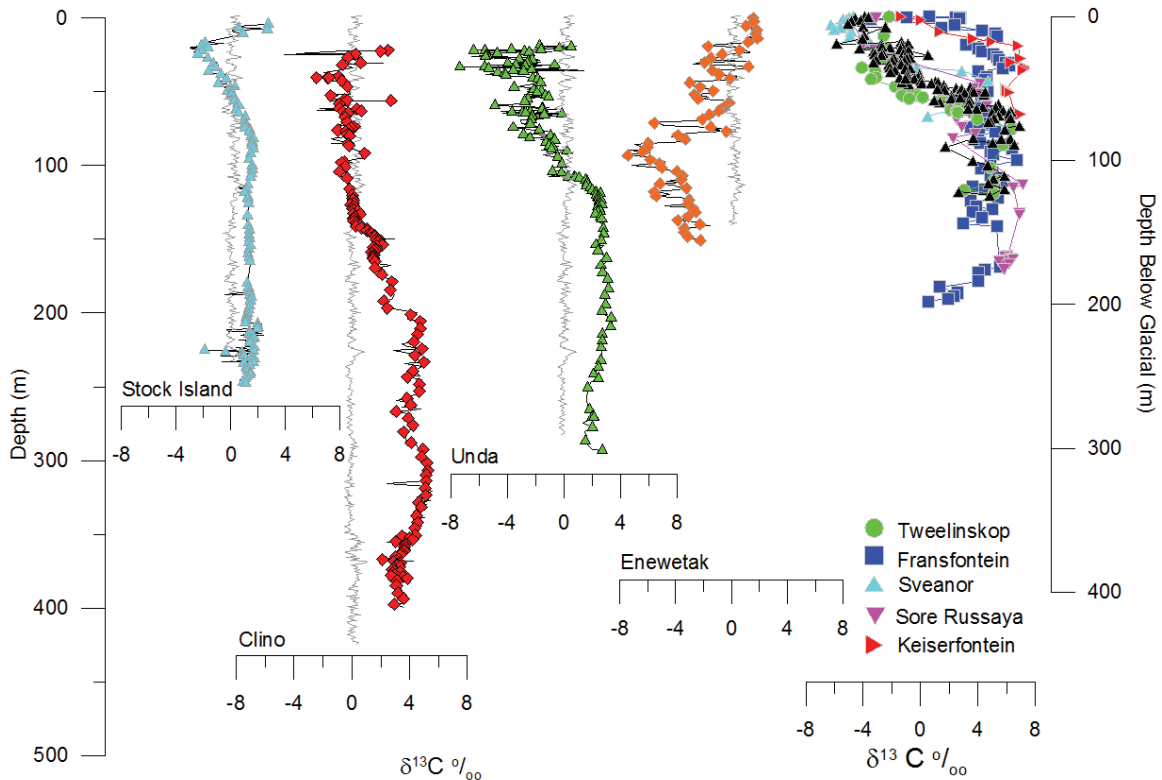 0
100
200
300
400
500
Depth (m)
Stock Island
-8 -4 0 4 8
Clino
-8 -4 0 4 8
Unda
-8 -4 0 4 8
Enewetak
-8 -4 0 4 8
δ¹³C º/ₒₒ
0
100
200
300
400
Depth Below Glacial (m)
Tweelinskop
Fransfontein
Sveanor
Sore Russaya
Keiserfontein
-8 -4 0 4 8
δ¹³ C º/ₒₒ